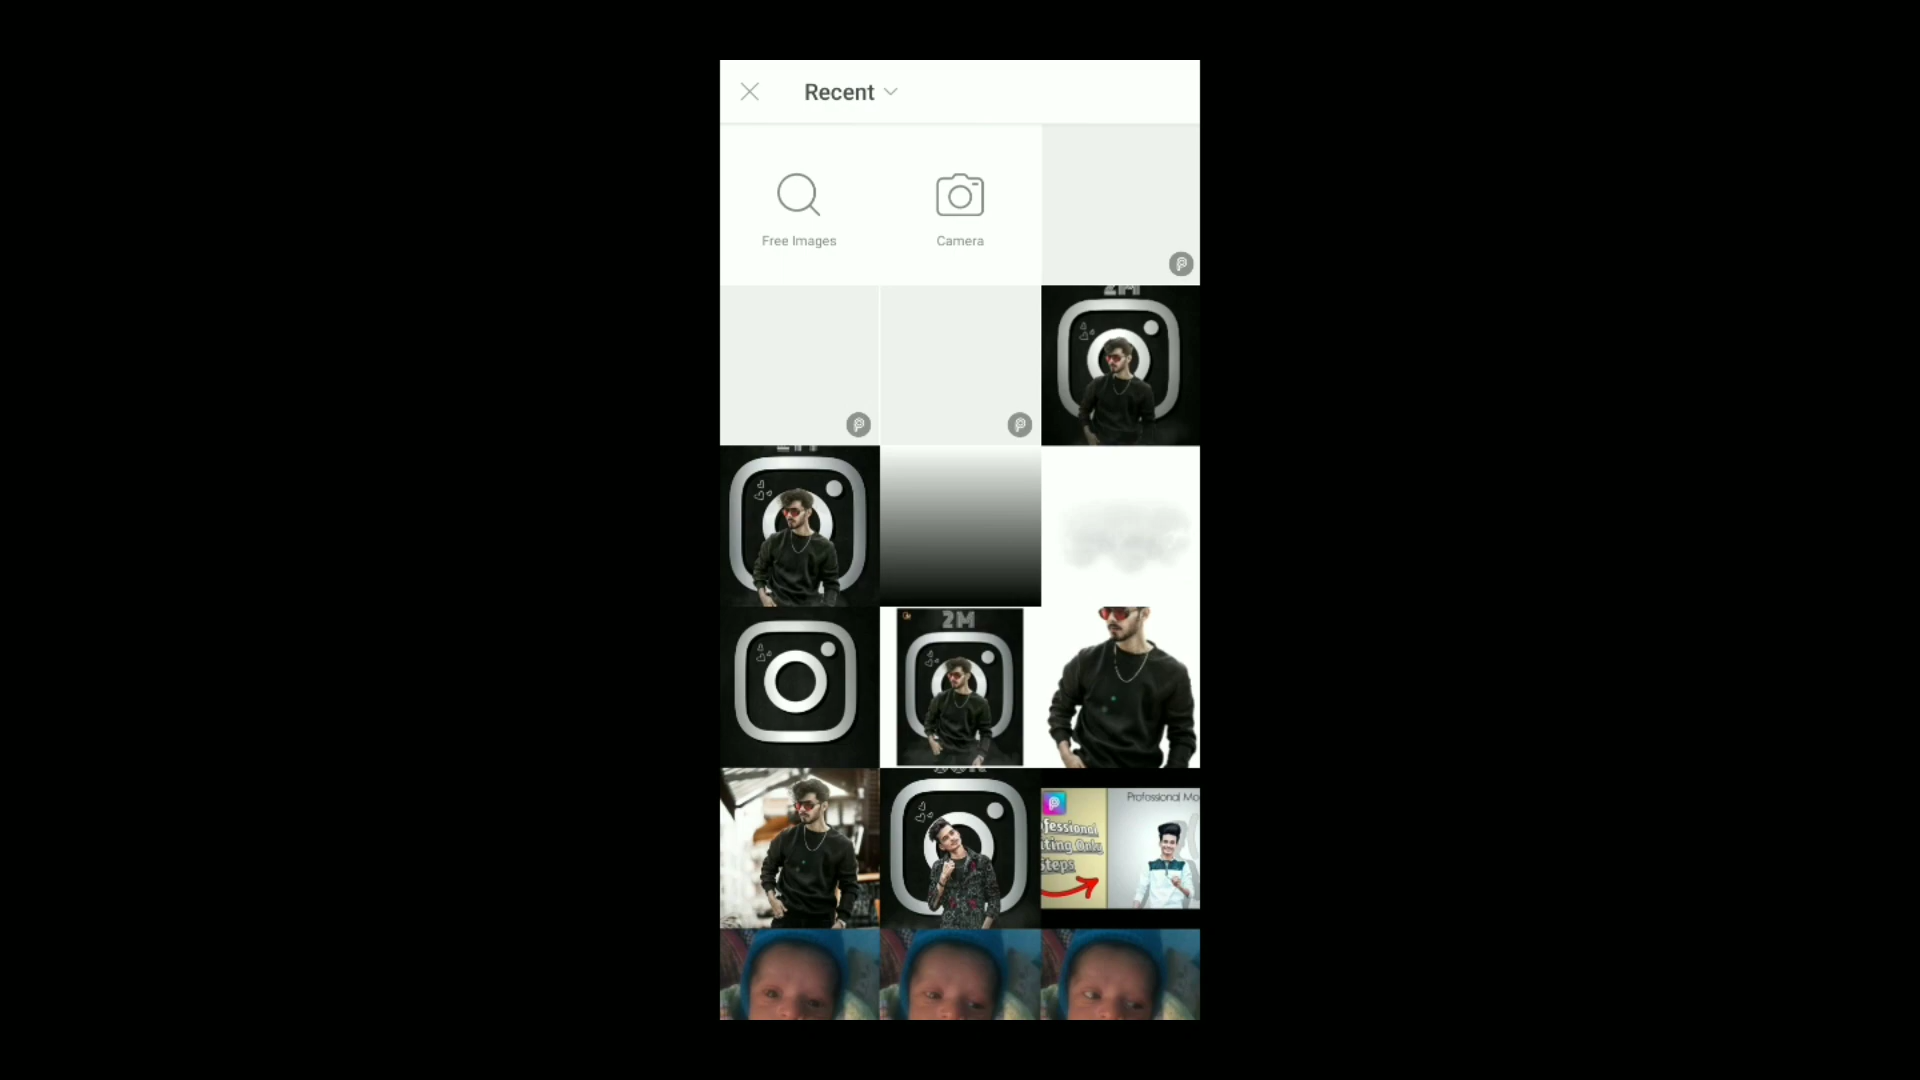 Recent
Free Images
Camera
2M
2M
Professional Mo
fessional
iting Only
Steps